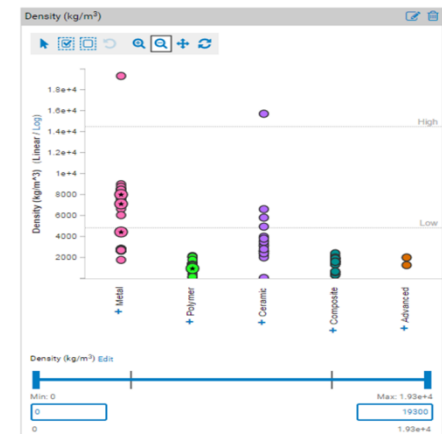 Density (kg/m³)
1.8e+4
1.6e+4
High
1.4e+4
1.2e+4
1e+4
8000
6000
Low
4000
2000
Density (kg/m^3) (Linear / Log)
+ Metal
+ Polymer
+ Ceramic
+ Composite
+ Advanced
Density (kg/m³) Edit
Min: 0 Max: 1.93e+4
0 19300
0 1.93e+4